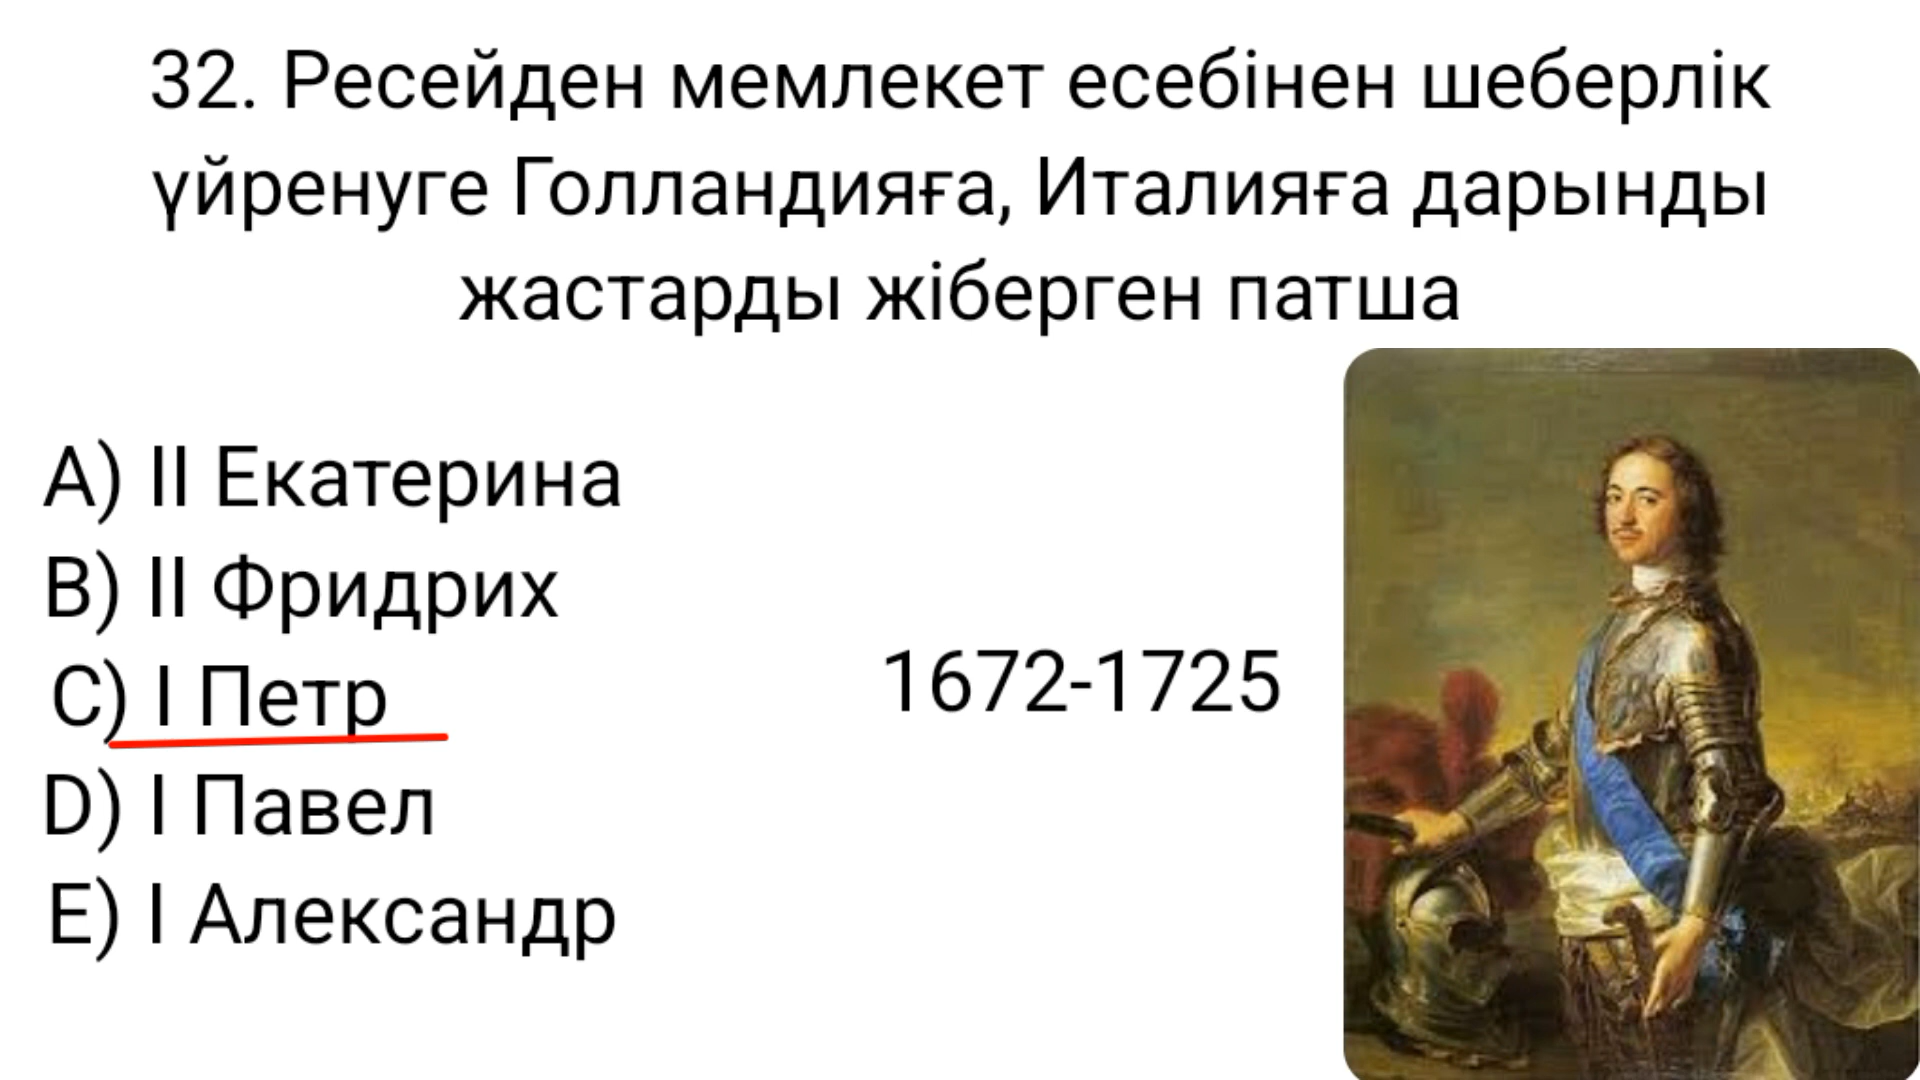 32. Ресейден мемлекет есебінен шеберлік
үйренуге Голландияға, Италияға дарынды
жастарды жіберген патша
A) II Екатерина
B) II Фридрих
C) I Петр
1672-1725
D) I Павел
E) I Александр